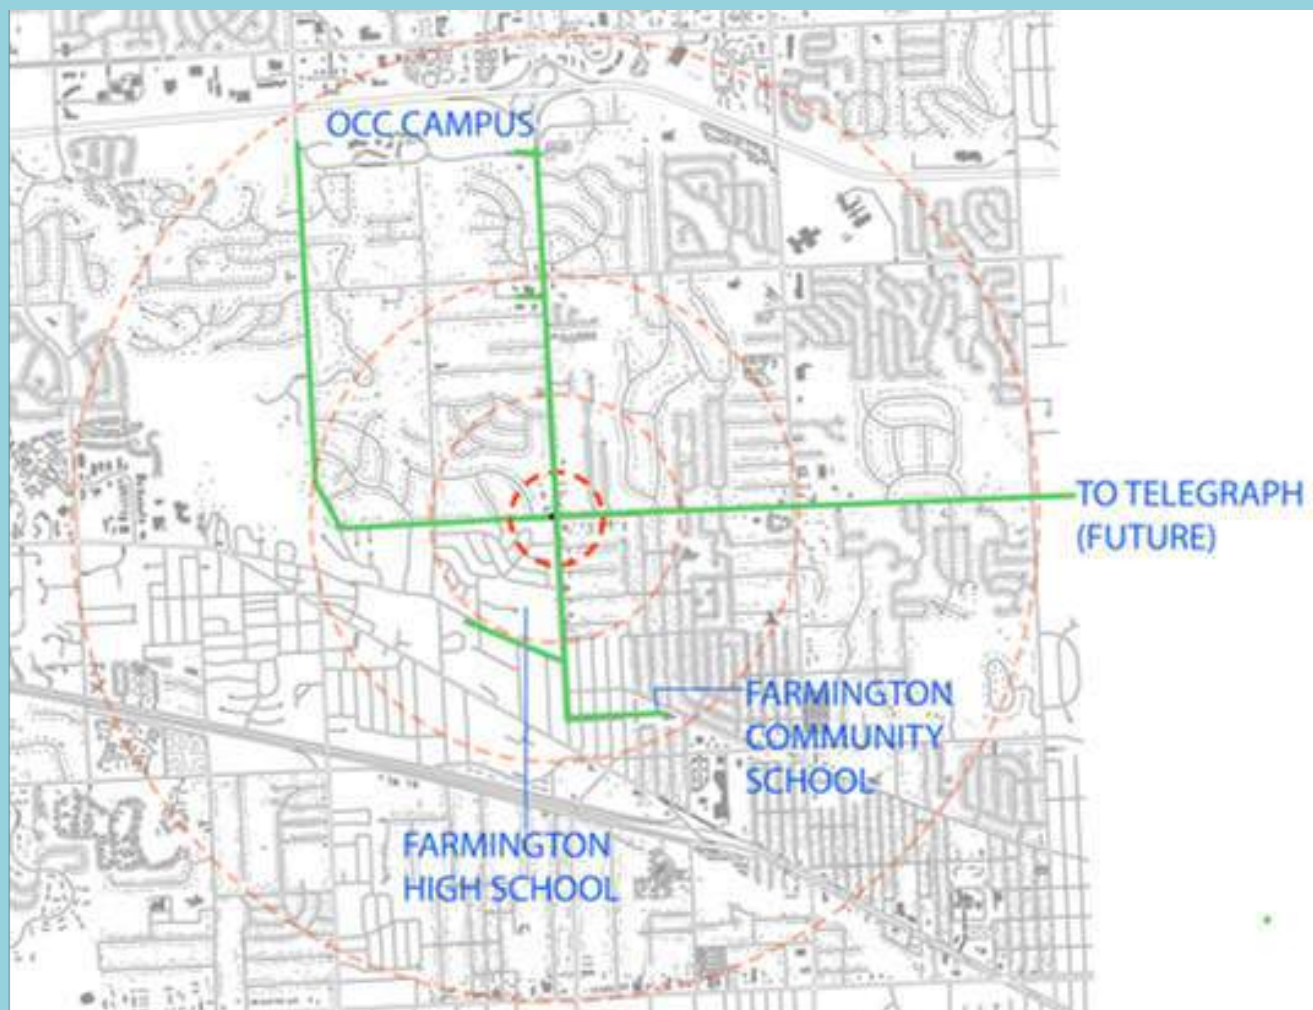 OCC CAMPUS
TO TELEGRAPH
(FUTURE)
FARMINGTON
COMMUNITY
SCHOOL
FARMINGTON
HIGH SCHOOL